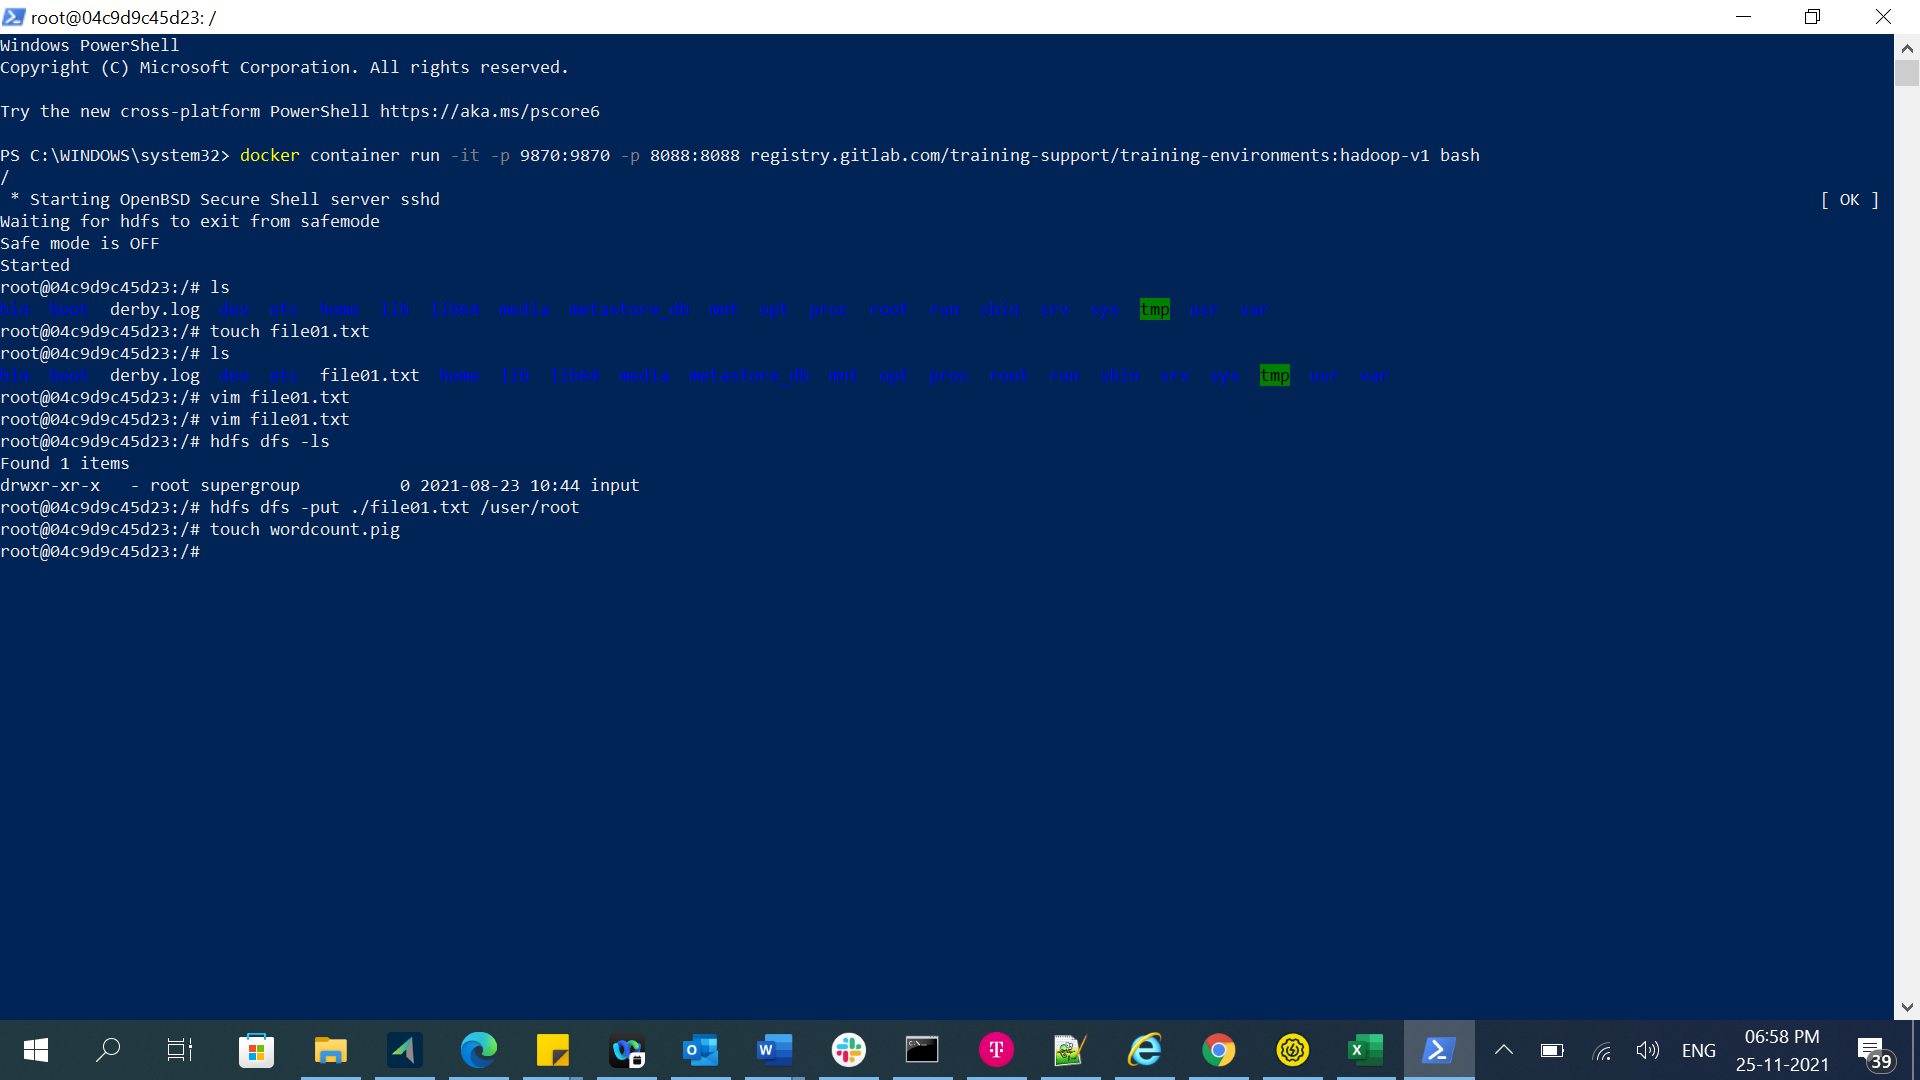 root@04c9d9c45d23: /
Windows PowerShell
Copyright (C) Microsoft Corporation. All rights reserved.
Try the new cross-platform PowerShell https://aka.ms/pscore6
PS C:\WINDOWS\system32> docker container run -it -p 9870:9870 -p 8088:8088 registry.gitlab.com/training-support/training-environments:hadoop-v1 bash
/
* Starting OpenBSD Secure Shell server sshd [ OK ]
Waiting for hdfs to exit from safemode
Safe mode is OFF
Started
root@04c9d9c45d23:/# ls
bin boot derby.log dev etc home lib lib64 media metastore_db mnt opt proc root run sbin srv sys tmp usr var
root@04c9d9c45d23:/# touch file01.txt
root@04c9d9c45d23:/# ls
bin boot derby.log dev etc file01.txt home lib lib64 media metastore_db mnt opt proc root run sbin srv sys tmp usr var
root@04c9d9c45d23:/# vim file01.txt
root@04c9d9c45d23:/# vim file01.txt
root@04c9d9c45d23:/# hdfs dfs -ls
Found 1 items
drwxr-xr-x - root supergroup 0 2021-08-23 10:44 input
root@04c9d9c45d23:/# hdfs dfs -put ./file01.txt /user/root
root@04c9d9c45d23:/# touch wordcount.pig
root@04c9d9c45d23:/#
ENG
06:58 PM
25-11-2021
39